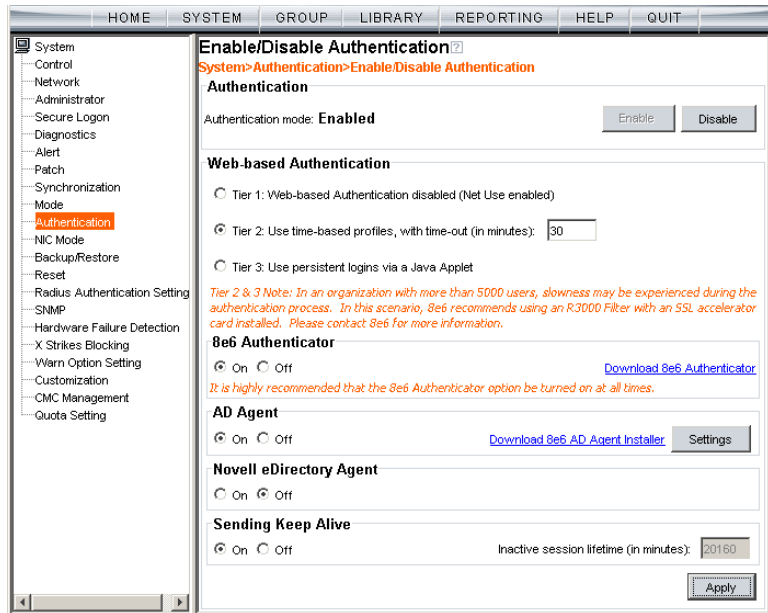 HOME SYSTEM GROUP LIBRARY REPORTING HELP QUIT
System
Control
Network
Administrator
Secure Logon
Diagnostics
Alert
Patch
Synchronization
Mode
Authentication
NIC Mode
Backup/Restore
Reset
Radius Authentication Setting
SNMP
Hardware Failure Detection
X Strikes Blocking
Warn Option Setting
Customization
CMC Management
Quota Setting
Enable/Disable Authentication ?
System>Authentication>Enable/Disable Authentication
Authentication
Authentication mode: Enabled Enable Disable
Web-based Authentication
Tier 1: Web-based Authentication disabled (Net Use enabled)
Tier 2: Use time-based profiles, with time-out (in minutes): 30
Tier 3: Use persistent logins via a Java Applet
Tier 2 & 3 Note: In an organization with more than 5000 users, slowness may be experienced during the
authentication process. In this scenario, 8e6 recommends using an R3000 Filter with an SSL accelerator
card installed. Please contact 8e6 for more information.
8e6 Authenticator
On Off Download 8e6 Authenticator
It is highly recommended that the 8e6 Authenticator option be turned on at all times.
AD Agent
On Off Download 8e6 AD Agent Installer Settings
Novell eDirectory Agent
On Off
Sending Keep Alive
On Off Inactive session lifetime (in minutes): 20160
Apply